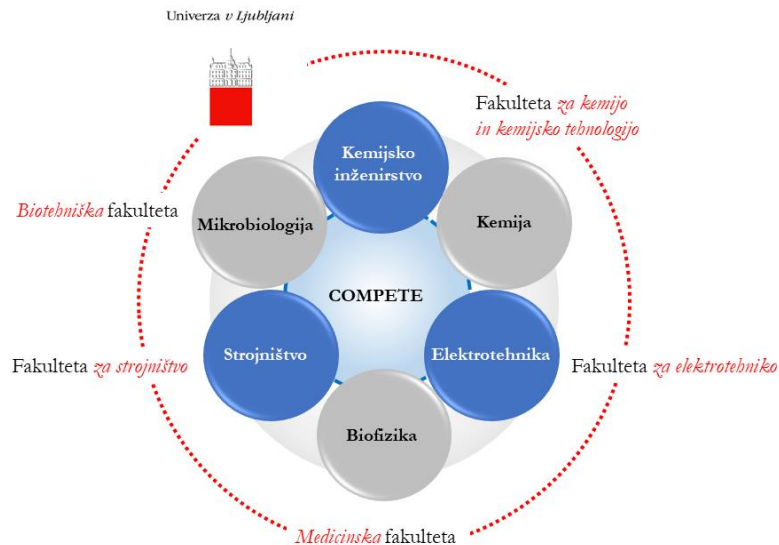 Univerza v Ljubljani
Fakulteta za kemijo
in kemijsko tehnologijo
Kemijsko
inženirstvo
Biotehniška fakulteta
Mikrobiologija
Kemija
COMPETE
Fakulteta za strojništvo
Strojništvo
Elektrotehnika
Fakulteta za elektrotehniko
Biofizika
Medicinska fakulteta